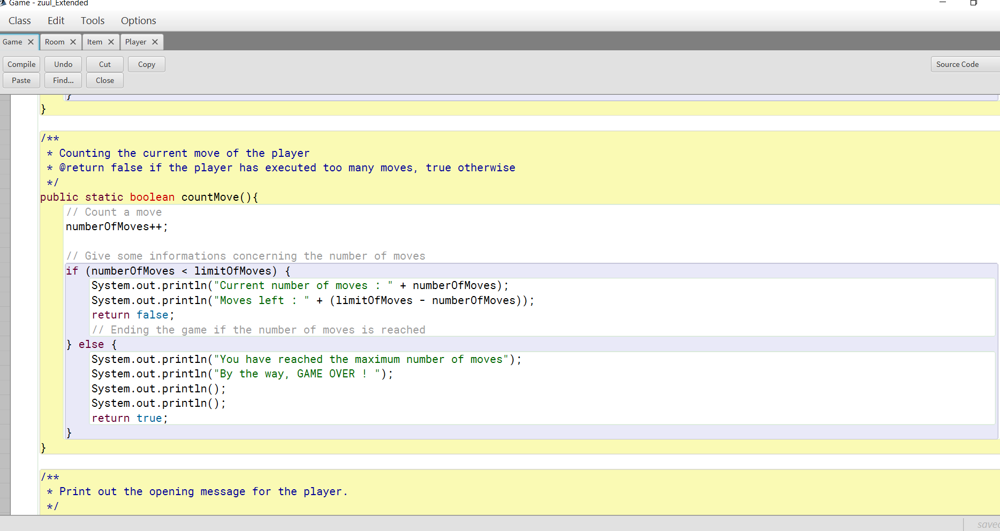 Game - zuul_Extended
Class Edit Tools Options
Game Room Item Player
Compile Undo Cut Copy Source Code
Paste Find... Close
}
}
/**
* Counting the current move of the player
* @return false if the player has executed too many moves, true otherwise
*/
public static boolean countMove(){
// Count a move
numberOfMoves++;
// Give some informations concerning the number of moves
if (numberOfMoves < limitOfMoves) {
System.out.println("Current number of moves : " + numberOfMoves);
System.out.println("Moves left : " + (limitOfMoves - numberOfMoves));
return false;
// Ending the game if the number of moves is reached
} else {
System.out.println("You have reached the maximum number of moves");
System.out.println("By the way, GAME OVER ! ");
System.out.println();
System.out.println();
return true;
}
}
/**
* Print out the opening message for the player.
*/